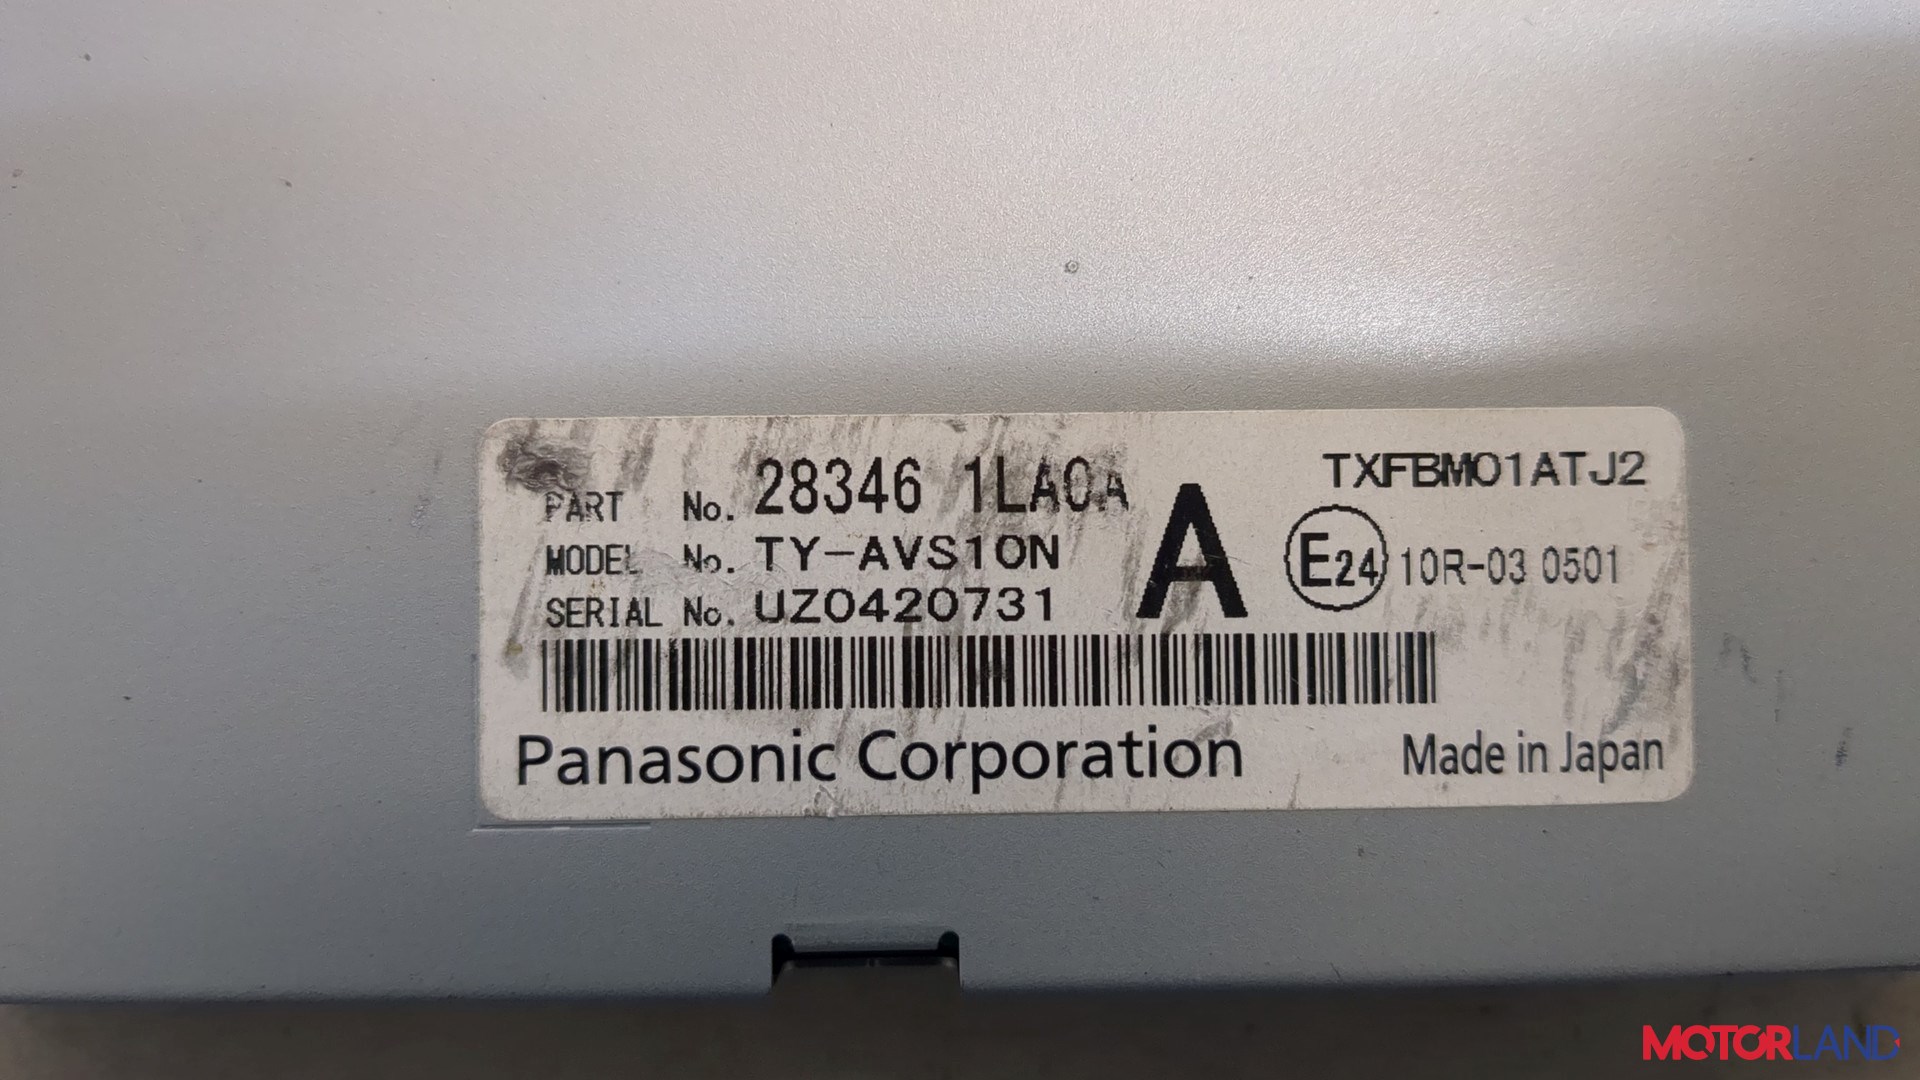 PART No. 28346 1LA0A
TXFBM01ATJ2
MODEL No. TY-AVS10N
A
E24 10R-03 0501
SERIAL No. UZ0420731
Panasonic Corporation
Made in Japan
MOTORLAND